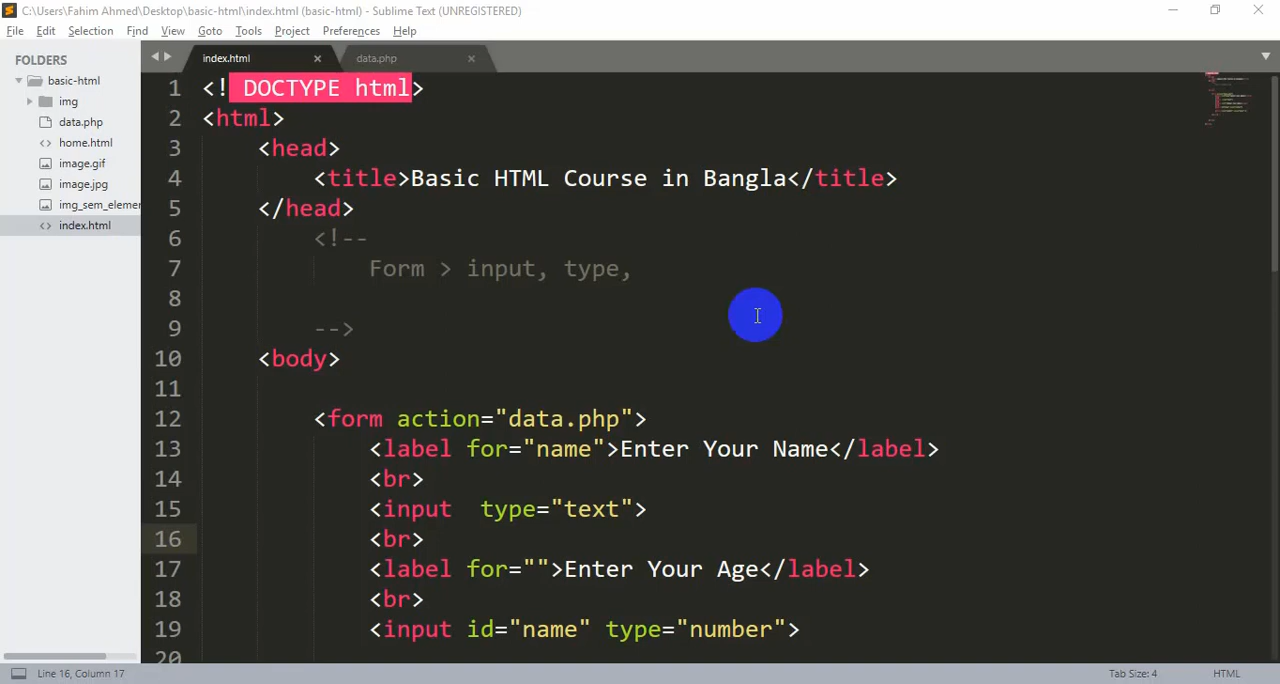 C:\Users\Fahim Ahmed\Desktop\basic-html\index.html (basic-html) - Sublime Text (UNREGISTERED)
File Edit Selection Find View Goto Tools Project Preferences Help
FOLDERS
basic-html
img
data.php
home.html
image.gif
image.jpg
img_sem_elemen
index.html
index.html data.php
1 <! DOCTYPE html>
2 <html>
3 <head>
4 <title>Basic HTML Course in Bangla</title>
5 </head>
6 <!--
7 Form > input, type,
8
9 -->
10 <body>
11
12 <form action="data.php">
13 <label for="name">Enter Your Name</label>
14 <br>
15 <input  type="text">
16 <br>
17 <label for="">Enter Your Age</label>
18 <br>
19 <input id="name" type="number">
20
Line 16, Column 17 Tab Size: 4 HTML